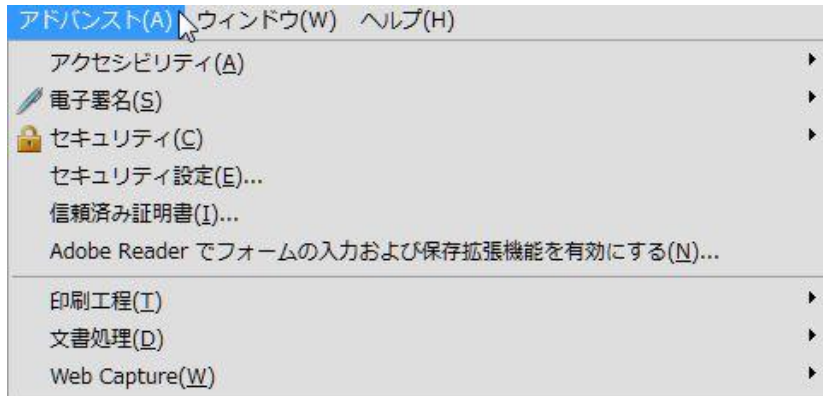 アドバンスト(A) ウィンドウ(W) ヘルプ(H)
アクセシビリティ(A)
電子署名(S)
セキュリティ(C)
セキュリティ設定(E)...
信頼済み証明書(I)...
Adobe Reader でフォームの入力および保存拡張機能を有効にする(N)...
印刷工程(T)
文書処理(D)
Web Capture(W)